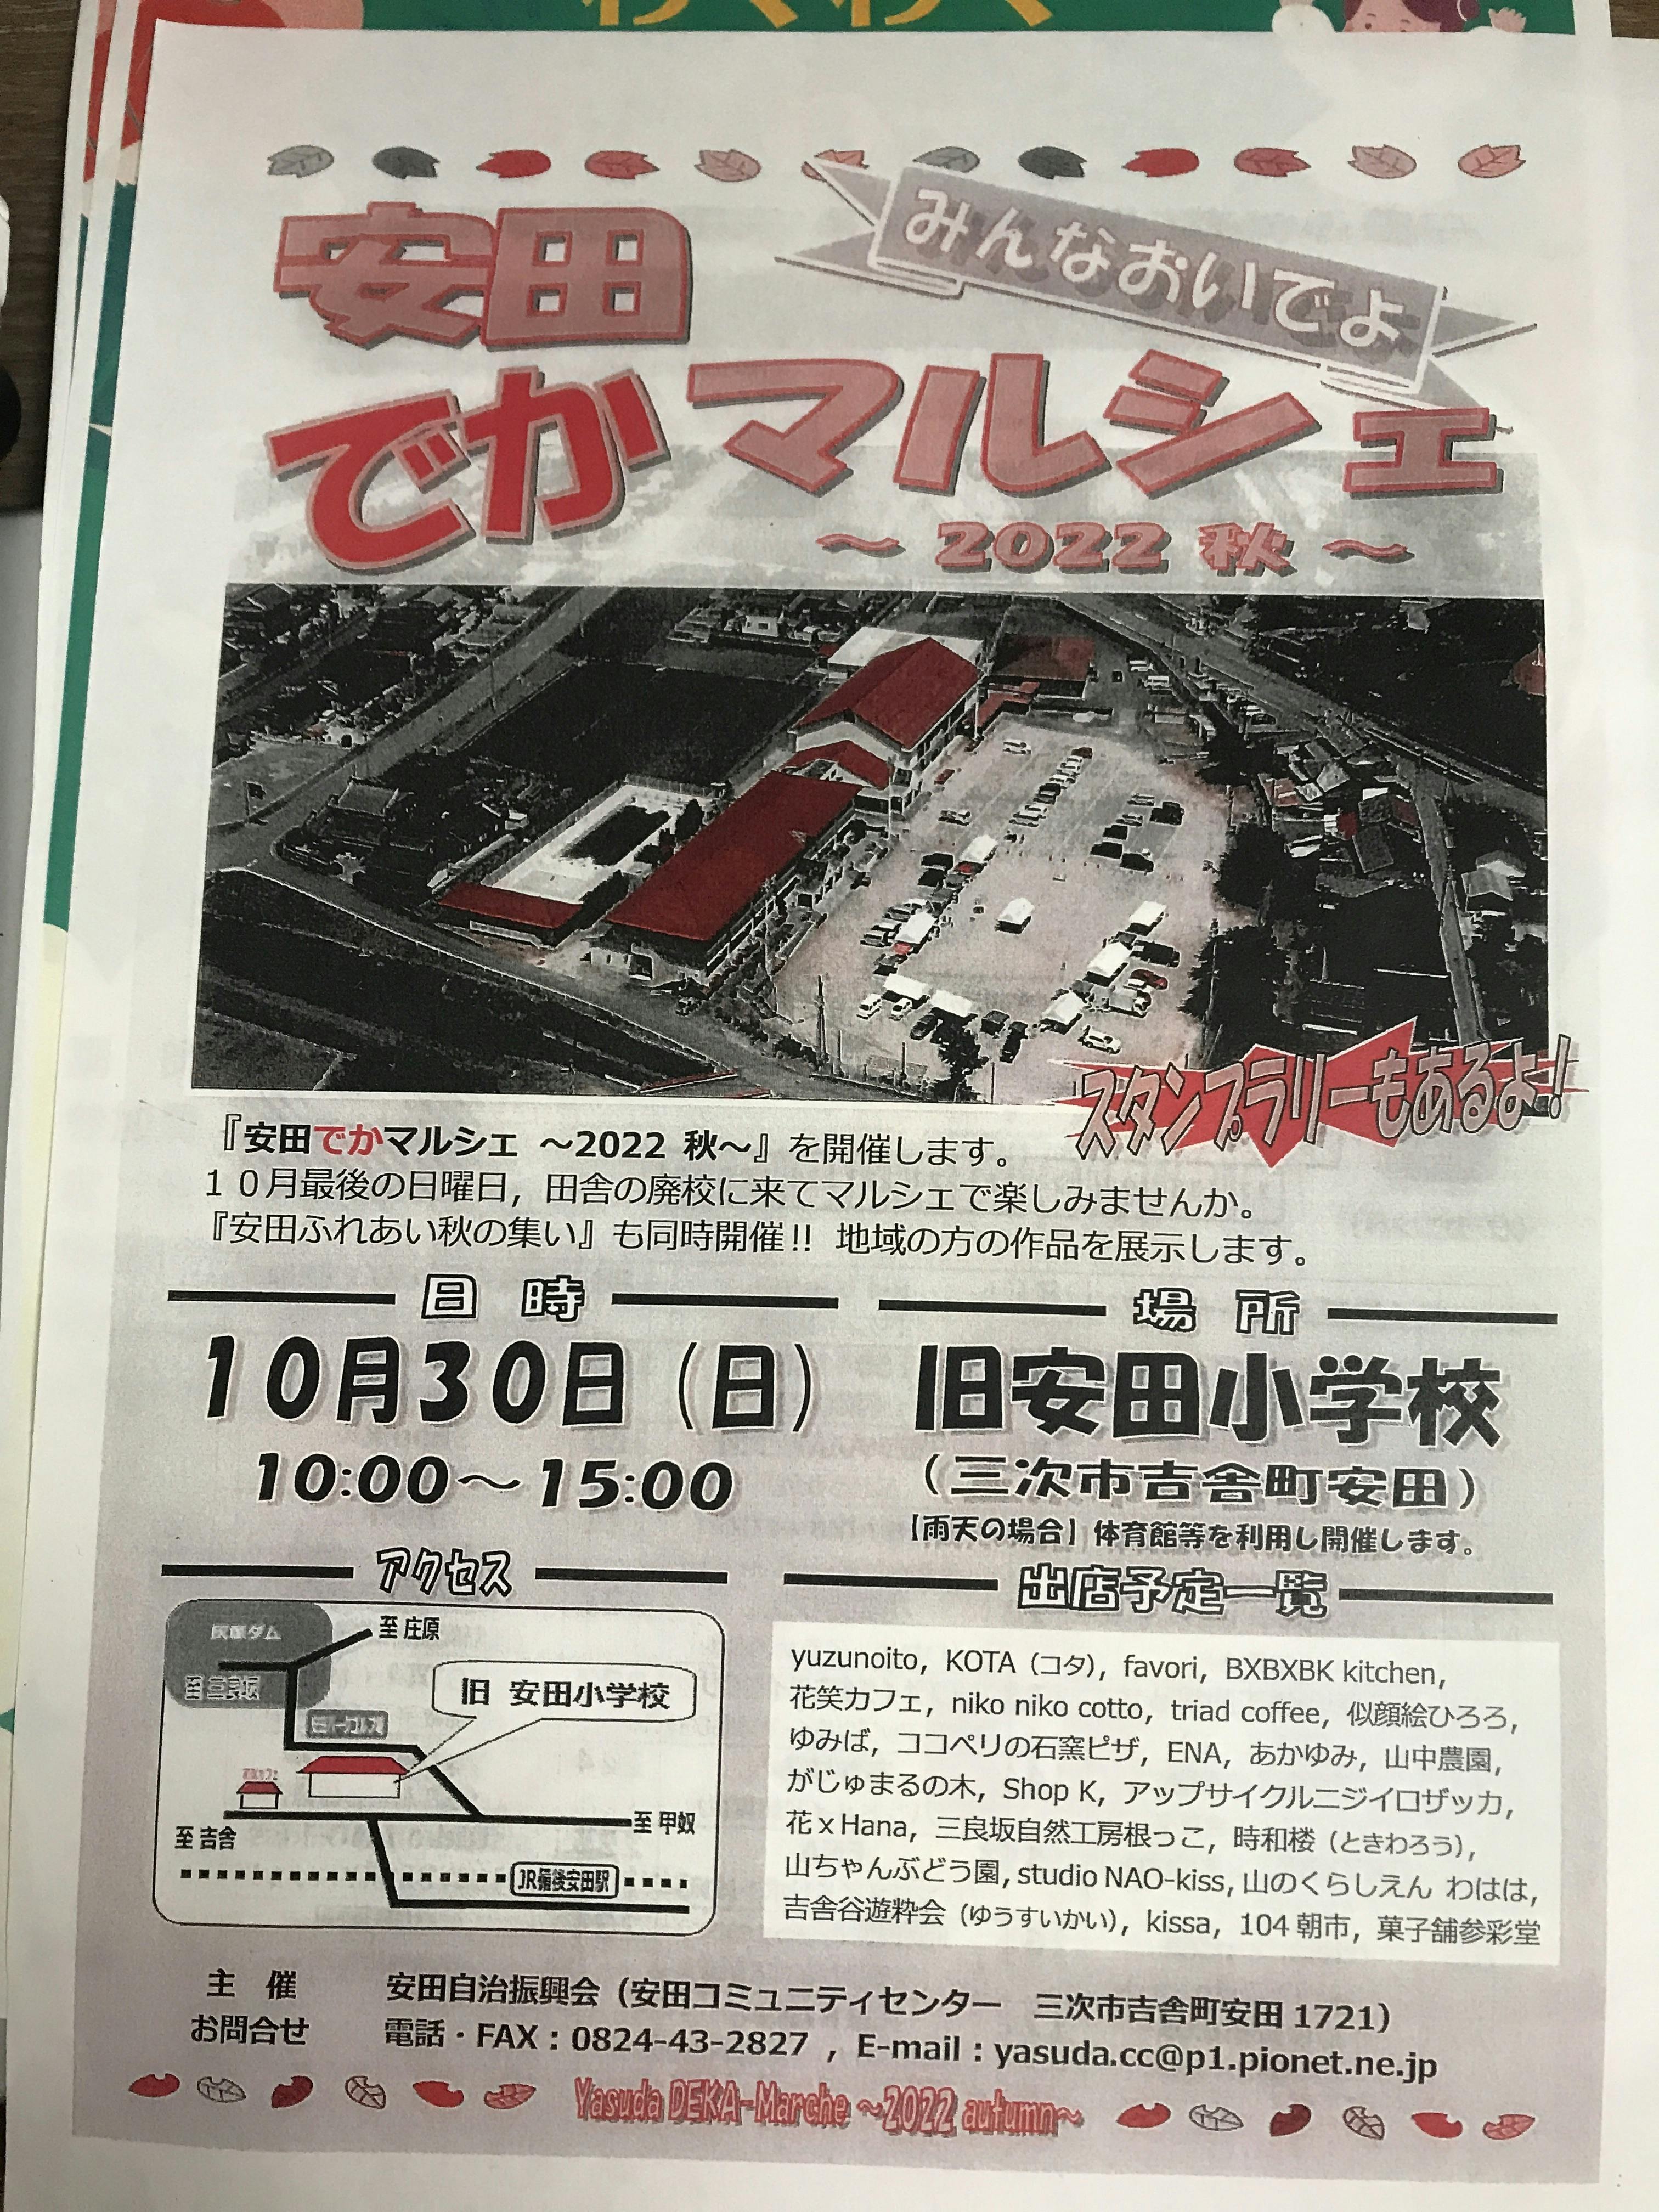 わくわく
みんなおいでよ
安田
でかマルシェ
～ 2022 秋 ～
スタンプラリーもあるよ！
『安田でかマルシェ ～2022 秋～』を開催します。
１０月最後の日曜日，田舎の廃校に来てマルシェで楽しみませんか。
『安田ふれあい秋の集い』も同時開催!! 地域の方の作品を展示します。
日 時
10月30日（日）
10:00～15:00
場 所
旧安田小学校
（三次市吉舎町安田）
【雨天の場合】体育館等を利用し開催します。
アクセス
灰塚ダム
至 庄原
至 三良坂
旧 安田小学校
至 甲奴
至 吉舎
JR備後安田駅
出店予定一覧
yuzunoito，KOTA（コタ），favori，BXBXBK kitchen，
花笑カフェ，niko niko cotto，triad coffee，似顔絵ひろろ，
ゆみば，ココペリの石窯ピザ，ENA，あかゆみ，山中農園，
がじゅまるの木，Shop K，アップサイクルニジイロザッカ，
花 x Hana，三良坂自然工房根っこ，時和楼（ときわろう），
山ちゃんぶどう園，studio NAO-kiss，山のくらしえん わはは，
吉舎谷遊粋会（ゆうすいかい），kissa，104 朝市，菓子舗参彩堂
主 催 安田自治振興会（安田コミュニティセンター 三次市吉舎町安田 1721）
お問合せ 電話・FAX：0824-43-2827 ，E-mail：yasuda.cc@p1.pionet.ne.jp
Yasuda DEKA-Marche ～2022 autumn～